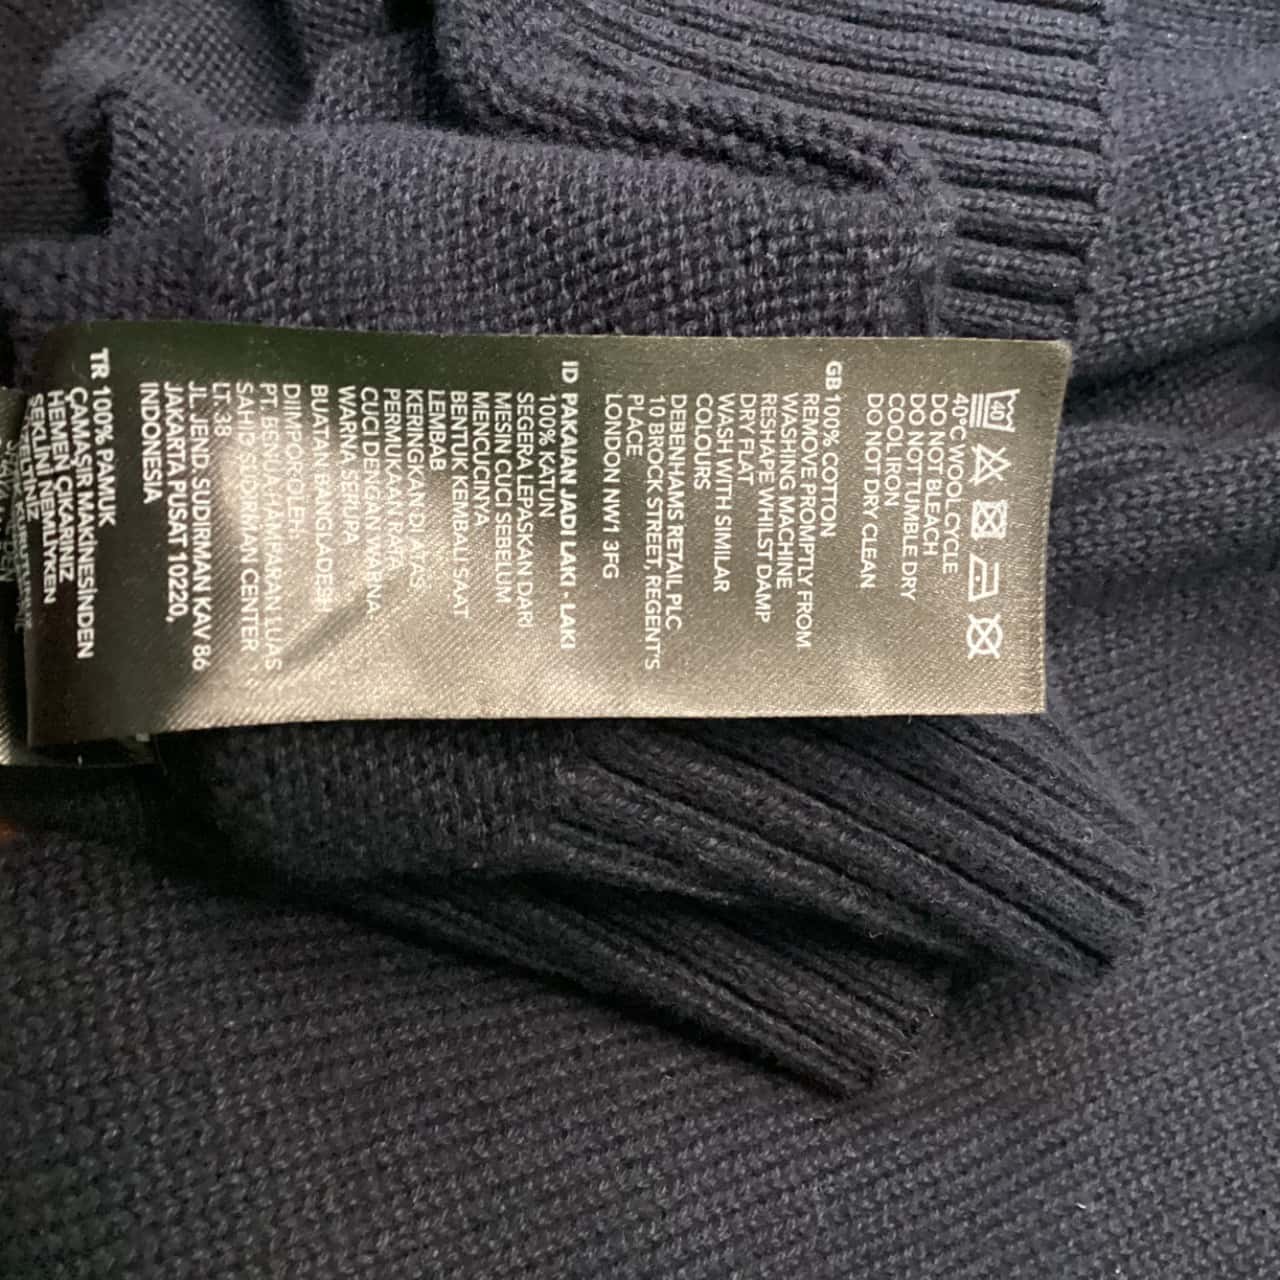 40
40°C WOOL CYCLE
DO NOT BLEACH
DO NOT TUMBLE DRY
COOL IRON
DO NOT DRY CLEAN
GB 100% COTTON
REMOVE PROMPTLY FROM
WASHING MACHINE
RESHAPE WHILST DAMP
DRY FLAT
WASH WITH SIMILAR
COLOURS
DEBENHAMS RETAIL PLC
10 BROCK STREET, REGENT'S
PLACE
LONDON NW1 3FG
ID PAKAIAN JADI LAKI - LAKI
100% KATUN
SEGERA LEPASKAN DARI
MESIN CUCI SEBELUM
MENCUCINYA
BENTUK KEMBALI SAAT
LEMBAB
KERINGKAN DI ATAS
PERMUKAAN RATA
CUCI DENGAN WARNA
WARNA SERUPA
BUATAN BANGLADESH
DIIMPOR OLEH
PT. BENUA HAMPARAN LUAS
SAHID SUDIRMAN CENTER
LT. 38
JL. JEND. SUDIRMAN KAV 86
JAKARTA PUSAT 10220,
INDONESIA
TR 100% PAMUK
ÇAMAŞIR MAKİNESİNDEN
HEMEN ÇIKARINIZ
ŞEKLİNİ NEMLİYKEN